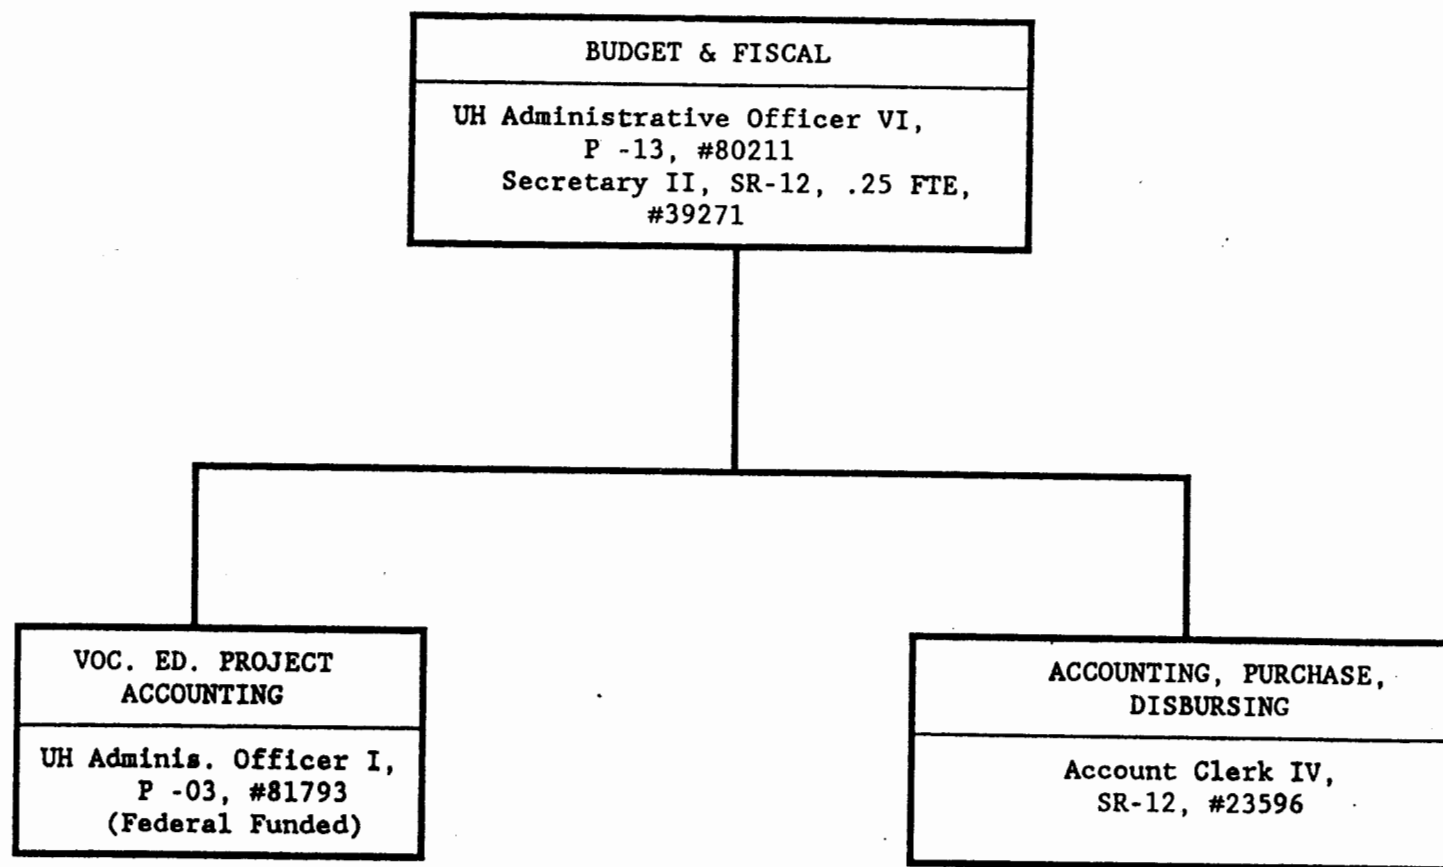 BUDGET & FISCAL
UH Administrative Officer VI,
P -13, #80211
Secretary II, SR-12, .25 FTE,
#39271
VOC. ED. PROJECT
ACCOUNTING
UH Adminis. Officer I,
P -03, #81793
(Federal Funded)
ACCOUNTING, PURCHASE,
DISBURSING
Account Clerk IV,
SR-12, #23596